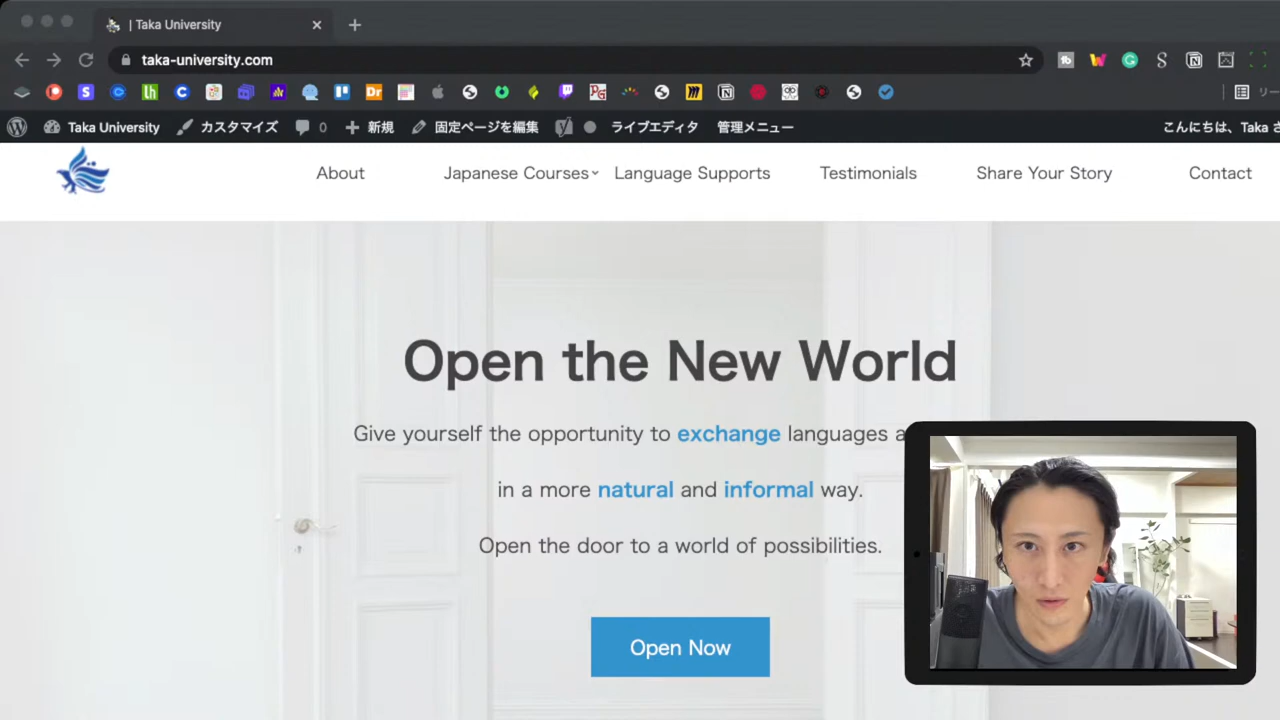 | Taka University
taka-university.com
Taka University カスタマイズ 0 新規 固定ページを編集 ライブエディタ 管理メニュー こんにちは、Taka さ
About Japanese Courses Language Supports Testimonials Share Your Story Contact
Open the New World
Give yourself the opportunity to exchange languages
in a more natural and informal way.
Open the door to a world of possibilities.
Open Now